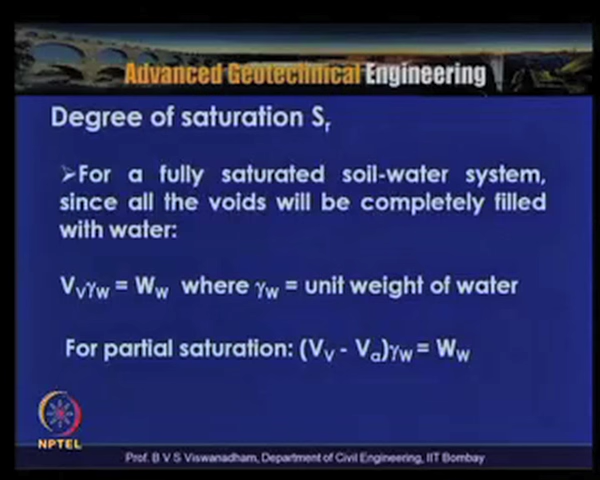 Advanced Geotechnical Engineering
Degree of saturation Sr
➢For a fully saturated soil-water system,
since all the voids will be completely filled
with water:
Vvγw = Ww where γw = unit weight of water
For partial saturation: (Vv - Va)γw = Ww
NPTEL
Prof. B V S Viswanadham, Department of Civil Engineering, IIT Bombay